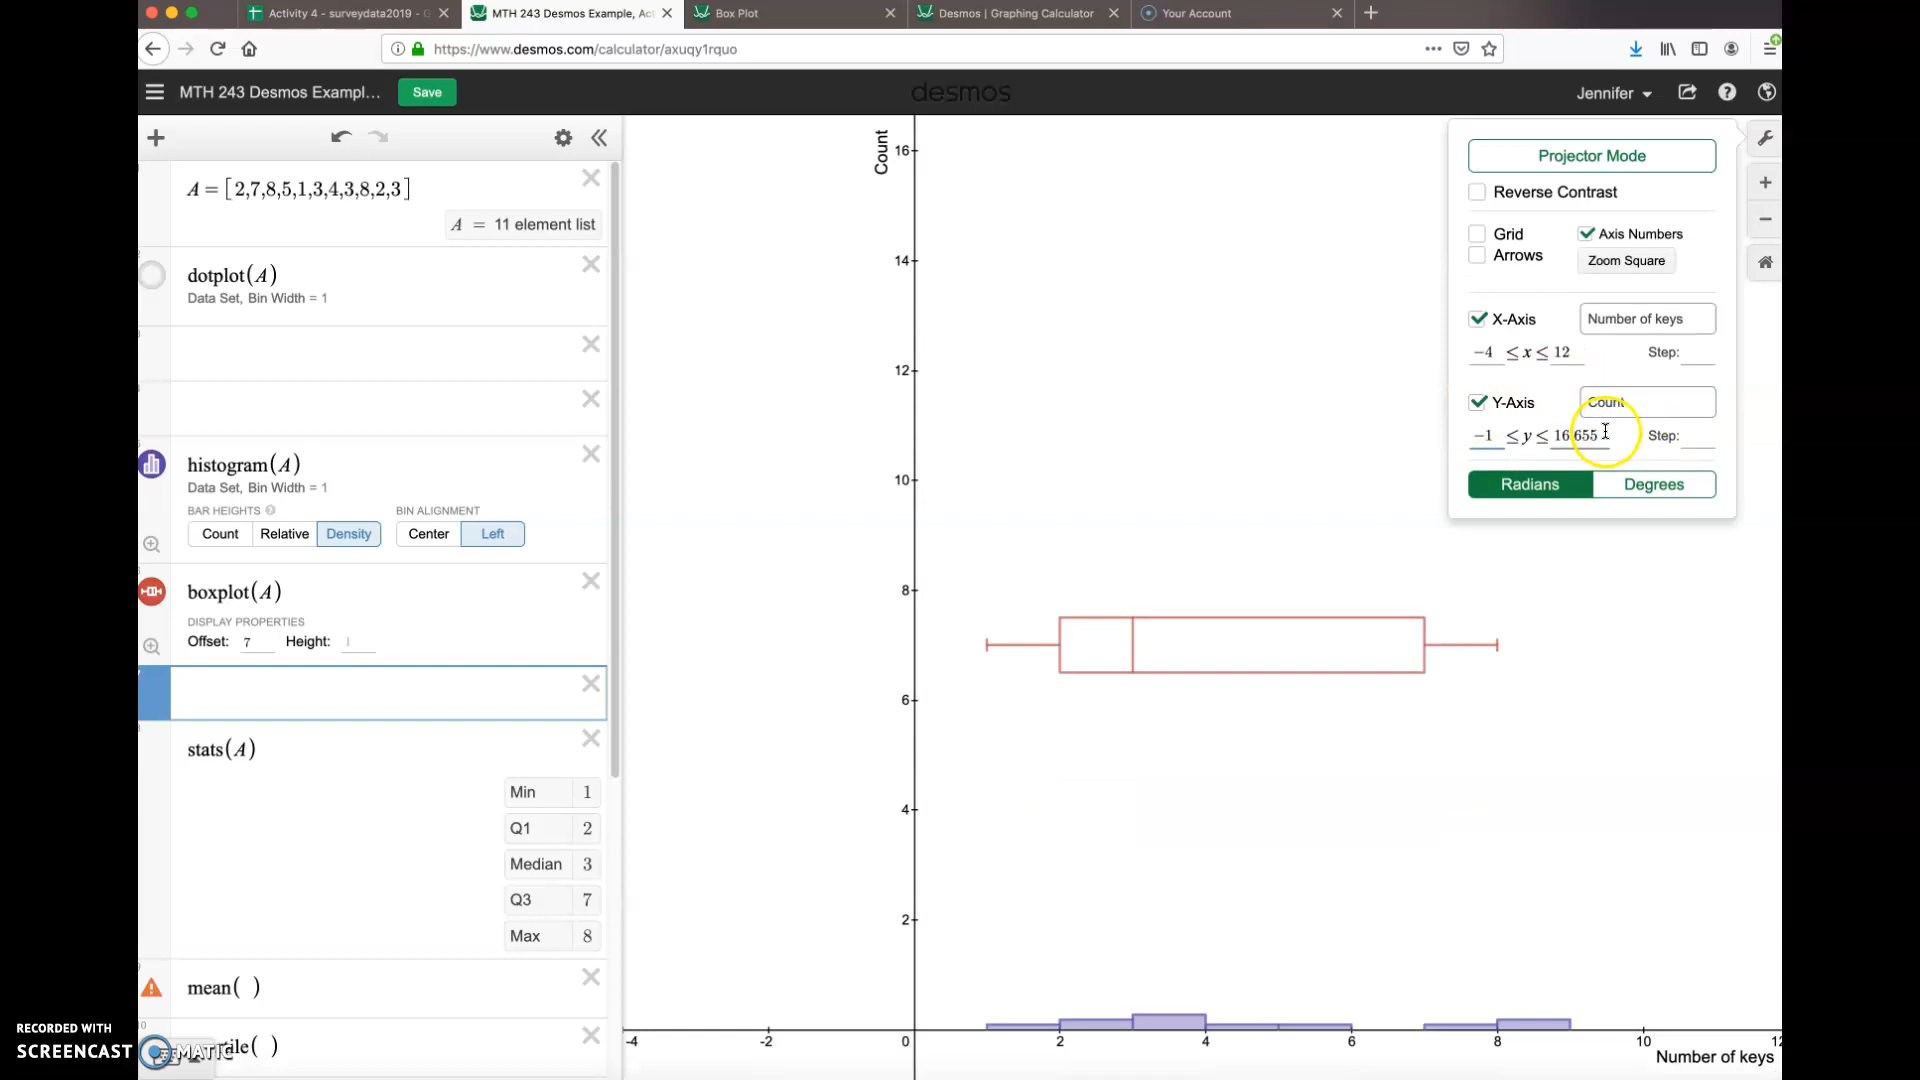 Activity 4 - surveydata2019 -
MTH 243 Desmos Example, Act
Box Plot
Desmos | Graphing Calculator
Your Account
https://www.desmos.com/calculator/axuqy1rquo
MTH 243 Desmos Exampl...
Save
desmos
Jennifer
A = [2,7,8,5,1,3,4,3,8,2,3]
A = 11 element list
dotplot(A)
Data Set, Bin Width = 1
histogram(A)
Data Set, Bin Width = 1
BAR HEIGHTS
BIN ALIGNMENT
Count Relative Density
Center Left
boxplot(A)
DISPLAY PROPERTIES
Offset: 7 Height: 1
stats(A)
Min 1
Q1 2
Median 3
Q3 7
Max 8
mean( )
10
tile( )
RECORDED WITH
SCREENCAST MATIC
Count
16
14
12
10
8
6
4
2
-4 -2 0 2 4 6 8 10 12
Number of keys
Projector Mode
Reverse Contrast
Grid
Axis Numbers
Arrows
Zoom Square
X-Axis Number of keys
-4 ≤ x ≤ 12 Step:
Y-Axis Count
-1 ≤ y ≤ 16.655 Step:
Radians Degrees